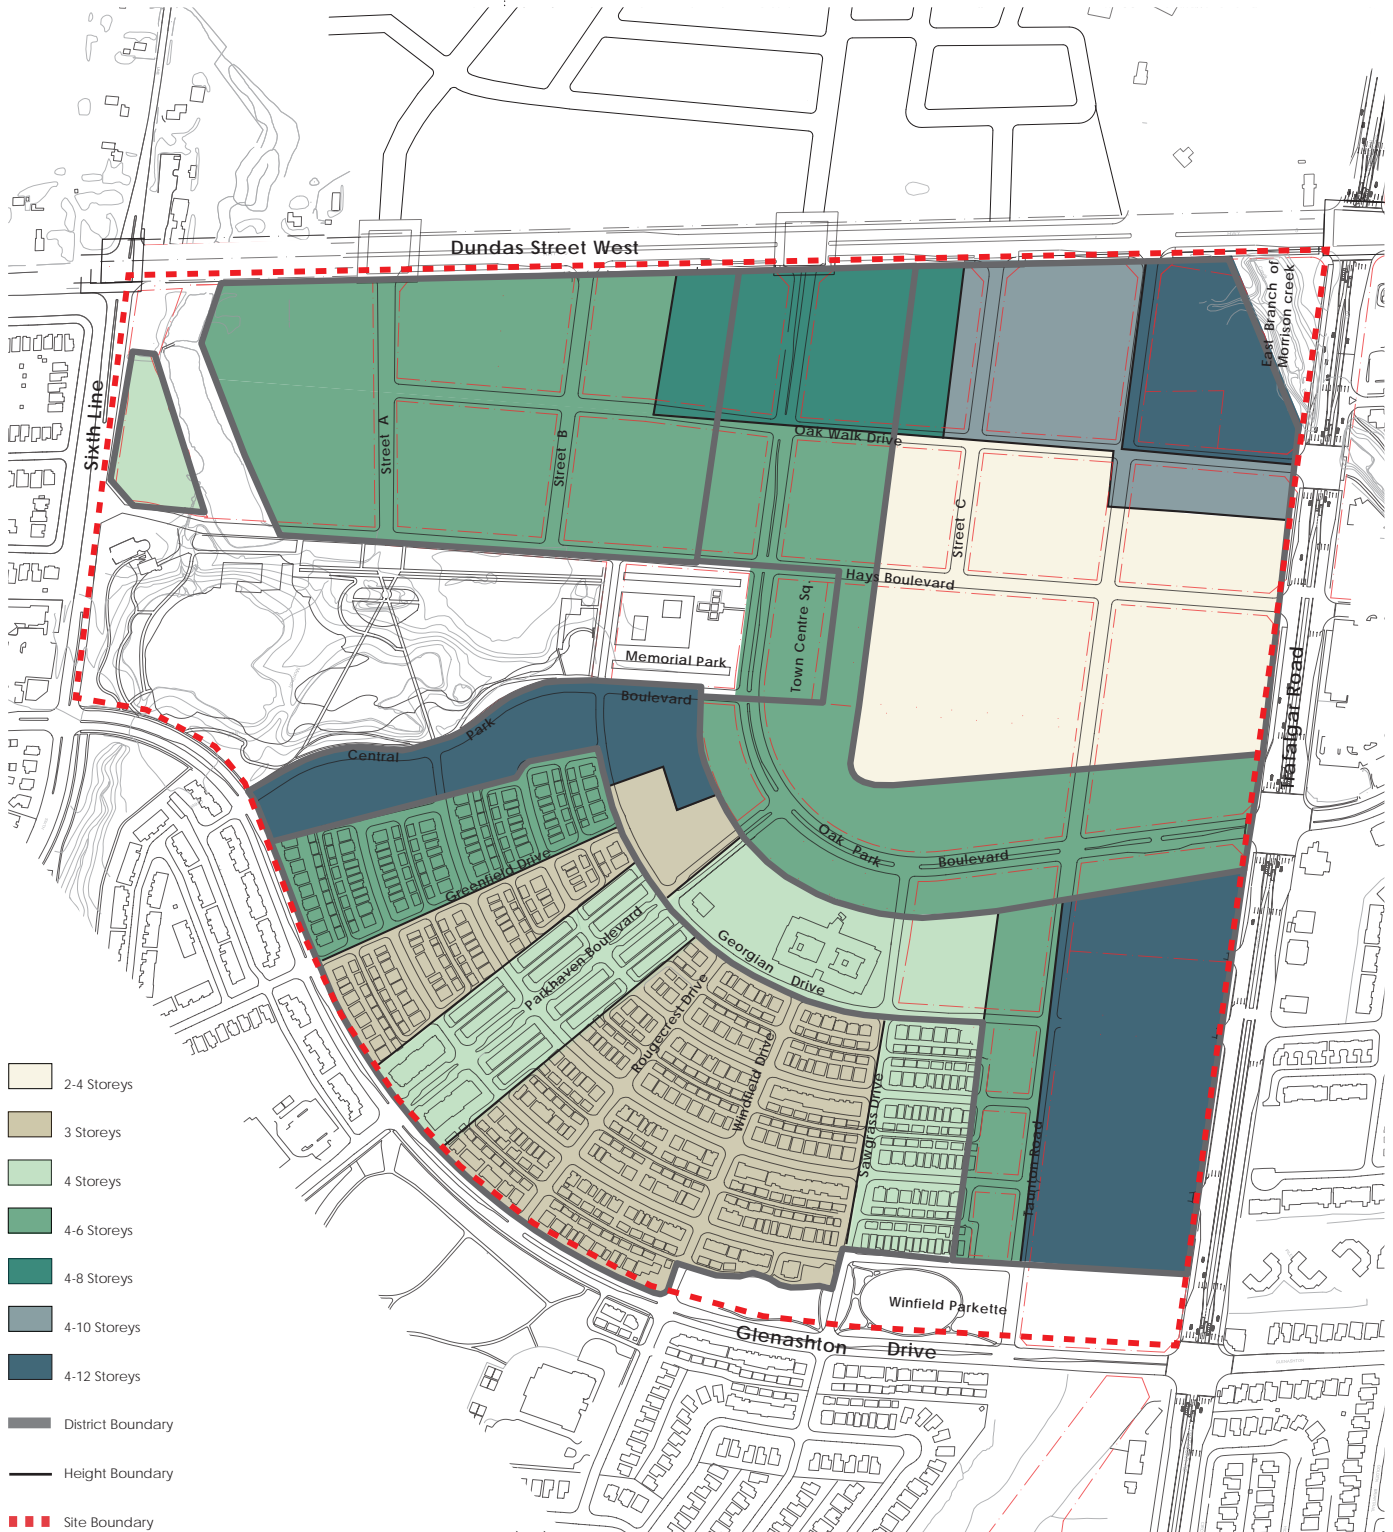 Dundas Street West
East Branch of
Morrison creek
Sixth Line
Street A
Street B
Oak Walk Drive
Street C
Hays Boulevard
Town Centre Sq.
Memorial Park
Boulevard
Park
Central
Trafalgar Road
Oak Park
Boulevard
Greenfield Drive
Parkhaven Boulevard
Georgian Drive
Rougecrest Drive
Windfield Drive
Sawgrass Drive
Taunton Road
Winfield Parkette
Glenashton Drive
2-4 Storeys
3 Storeys
4 Storeys
4-6 Storeys
4-8 Storeys
4-10 Storeys
4-12 Storeys
District Boundary
Height Boundary
Site Boundary